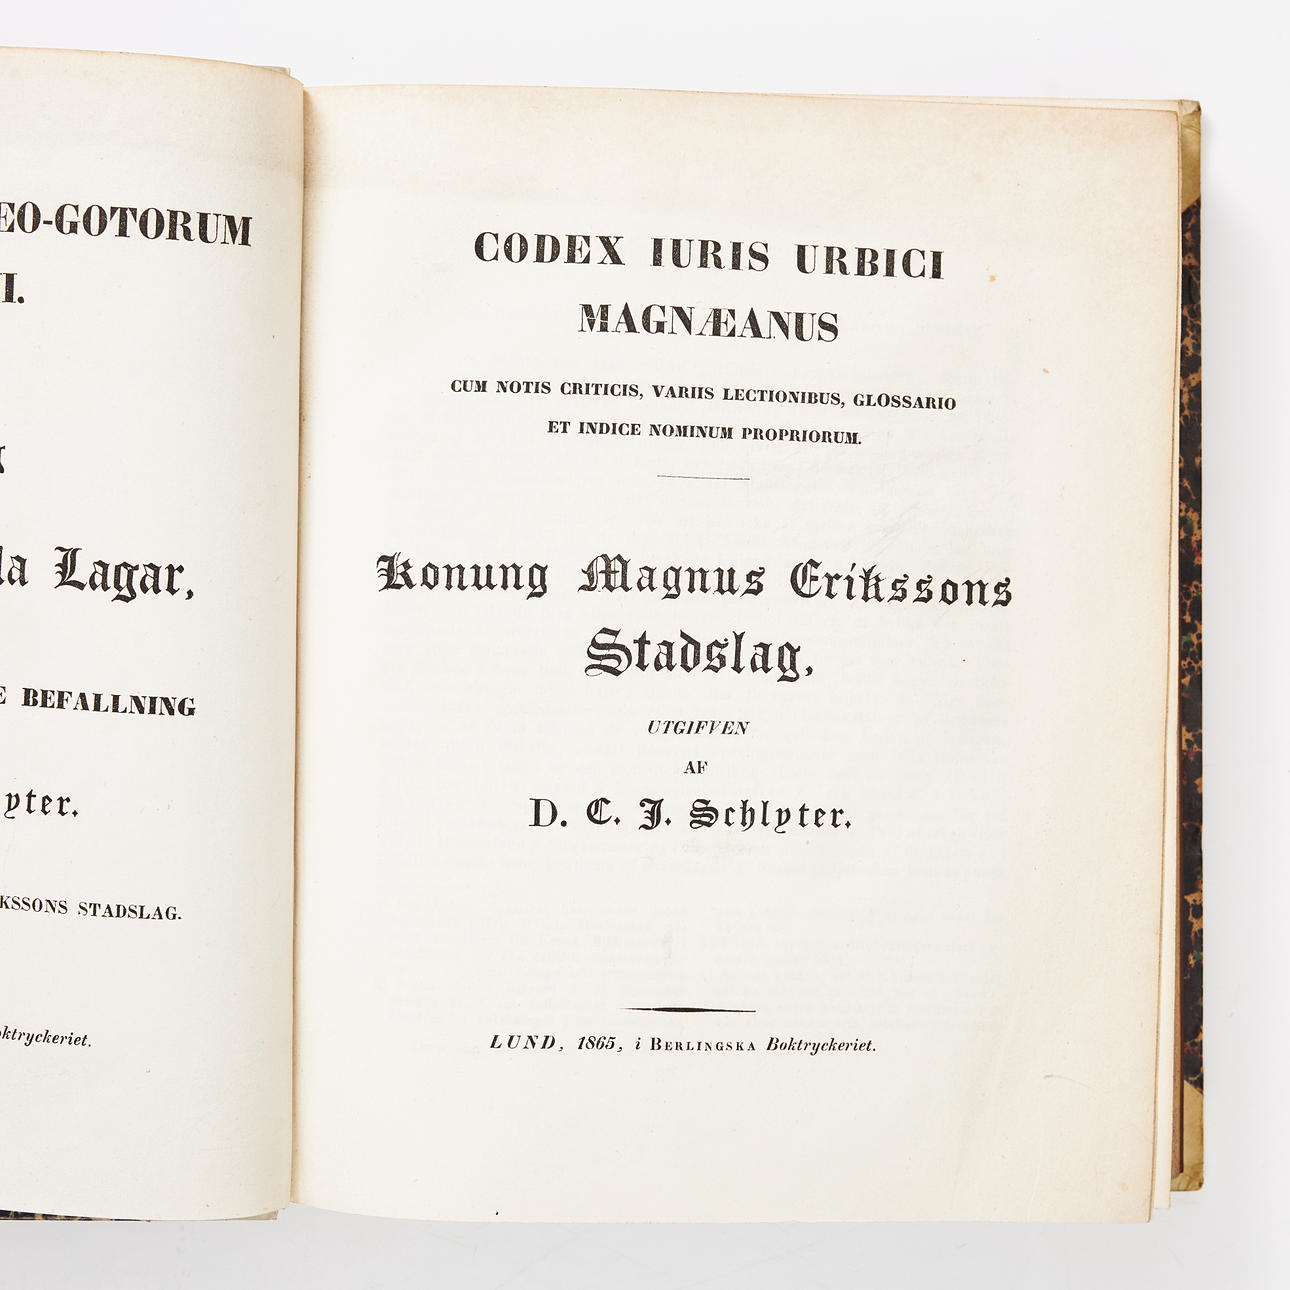 EO-GOTORUM
I.
la Lagar,
E BEFALLNING
yter.
KSSONS STADSLAG.
oktryckeriet.
CODEX IURIS URBICI
MAGNÆANUS
CUM NOTIS CRITICIS, VARIIS LECTIONIBUS, GLOSSARIO
ET INDICE NOMINUM PROPRIORUM.
Konung Magnus Erikssons
Stadslag,
UTGIFVEN
AF
D. C. J. Schlyter.
LUND, 1865, i BERLINGSKA Boktryckeriet.